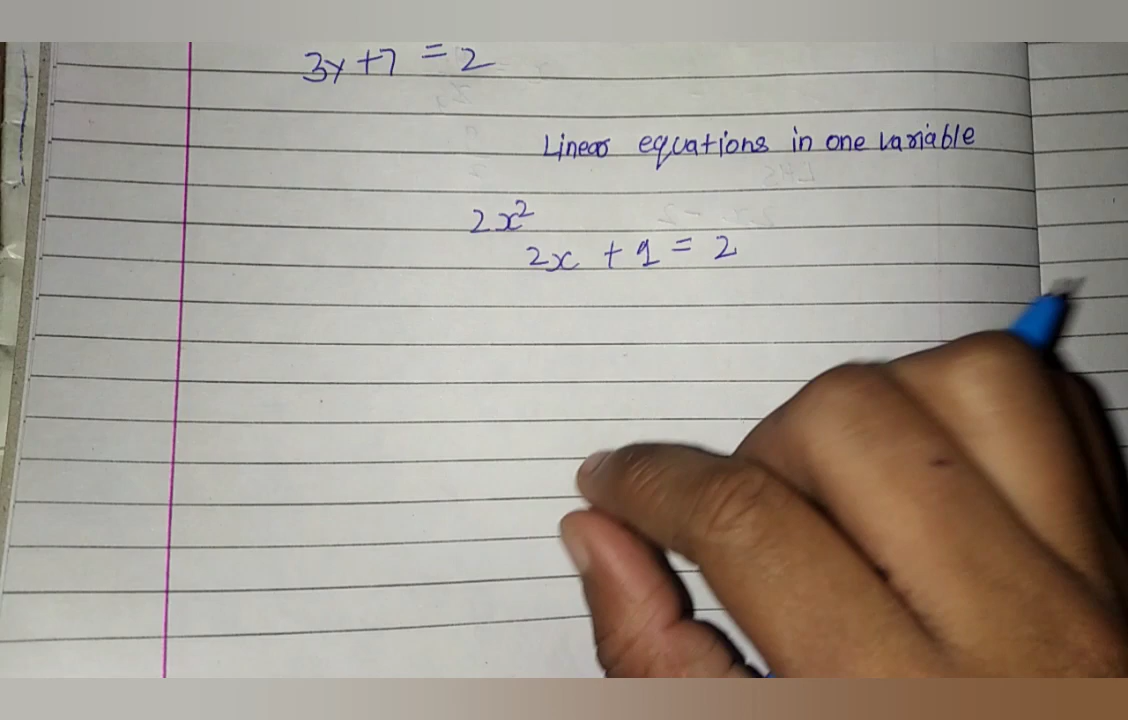 3y + 7 = 2
Linear equations in one variable
2x²
2x + 1 = 2